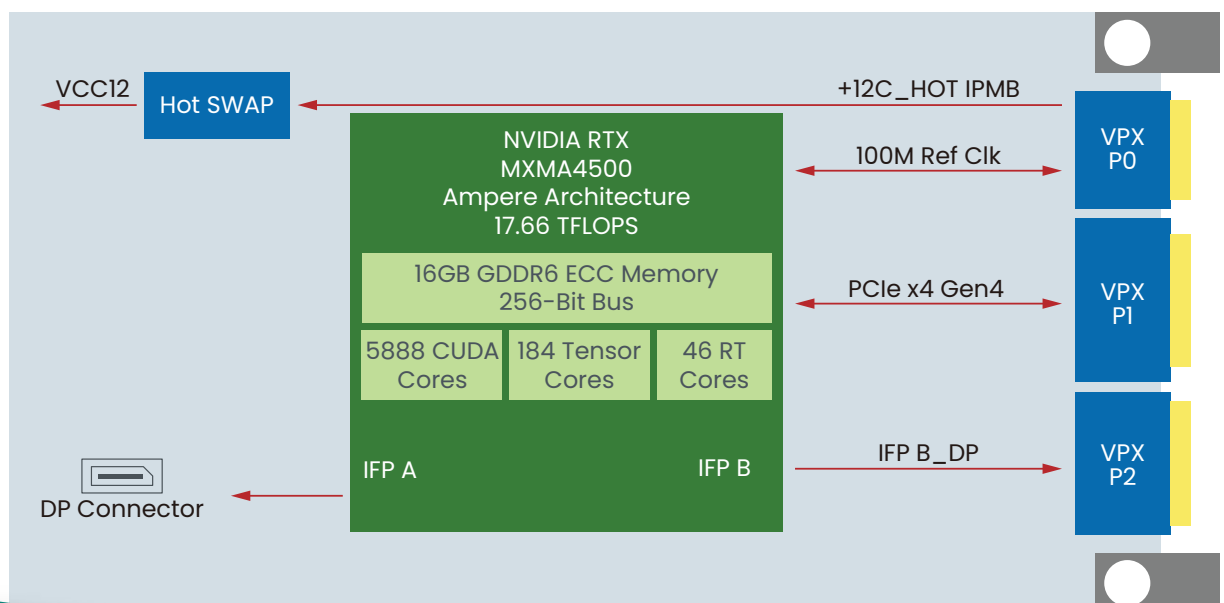 VCC12
Hot SWAP
+12C_HOT IPMB
VPX
P0
NVIDIA RTX
MXMA4500
Ampere Architecture
17.66 TFLOPS
100M Ref Clk
16GB GDDR6 ECC Memory
256-Bit Bus
PCIe x4 Gen4
VPX
P1
5888 CUDA
Cores
184 Tensor
Cores
46 RT
Cores
IFP A
IFP B
IFP B_DP
VPX
P2
DP Connector